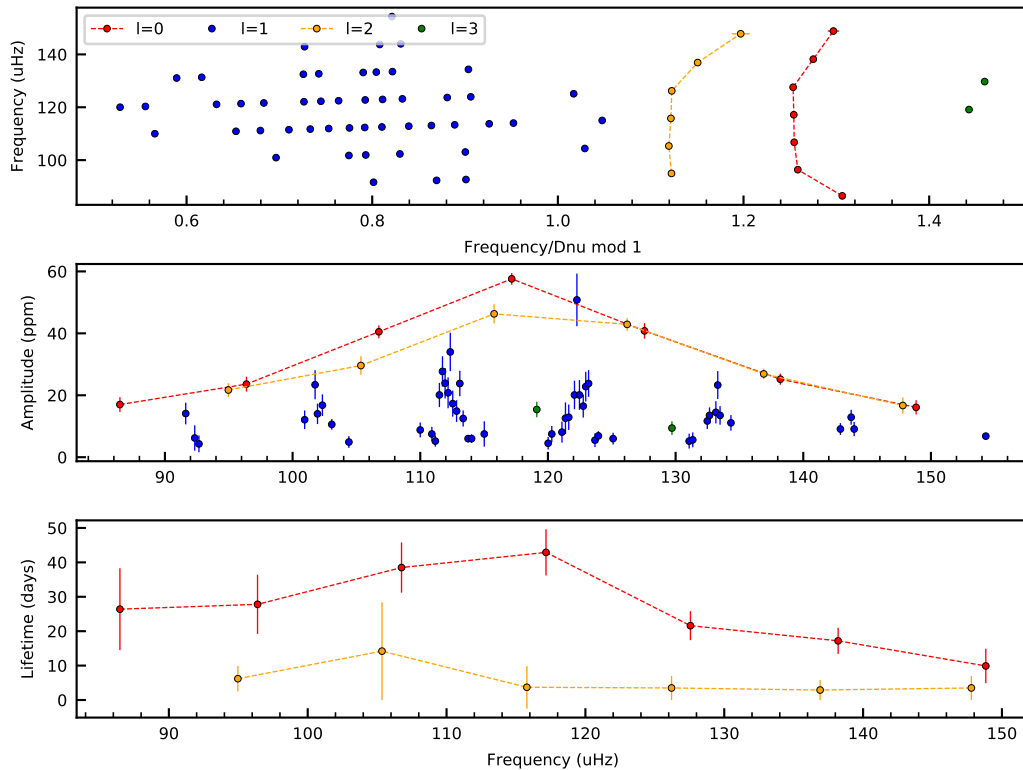 l=0 l=1 l=2 l=3
Frequency (uHz)
140
120
100
0.6 0.8 1.0 1.2 1.4
Frequency/Dnu mod 1
Amplitude (ppm)
60
40
20
0
90 100 110 120 130 140 150
Lifetime (days)
50
40
30
20
10
0
90 100 110 120 130 140 150
Frequency (uHz)